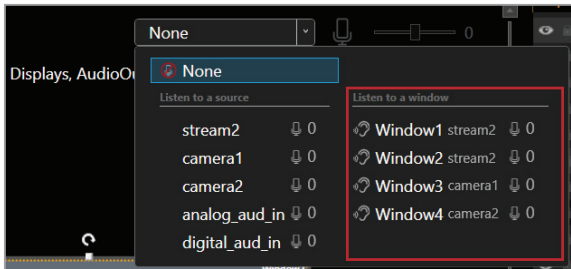 None
0
Displays, AudioOu
None
Listen to a source
stream2 0
camera1 0
camera2 0
analog_aud_in 0
digital_aud_in 0
Listen to a window
Window1 stream2 0
Window2 stream2 0
Window3 camera1 0
Window4 camera2 0